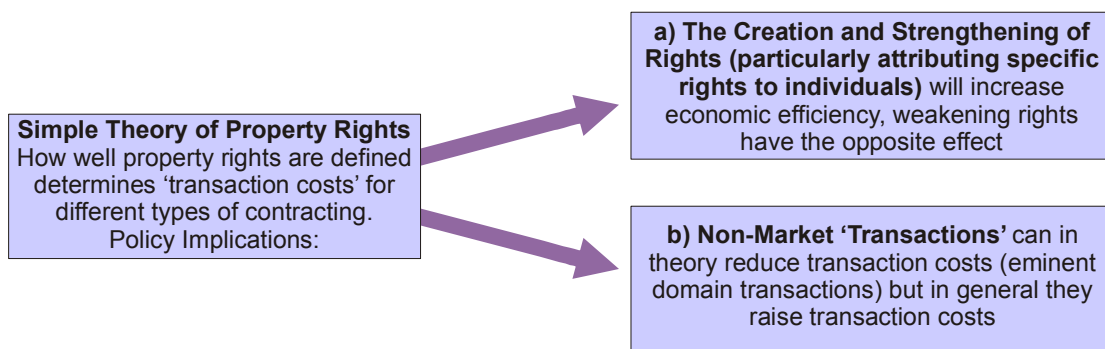 Simple Theory of Property Rights
How well property rights are defined
determines ‘transaction costs’ for
different types of contracting.
Policy Implications:
a) The Creation and Strengthening of
Rights (particularly attributing specific
rights to individuals) will increase
economic efficiency, weakening rights
have the opposite effect
b) Non-Market ‘Transactions’ can in
theory reduce transaction costs (eminent
domain transactions) but in general they
raise transaction costs